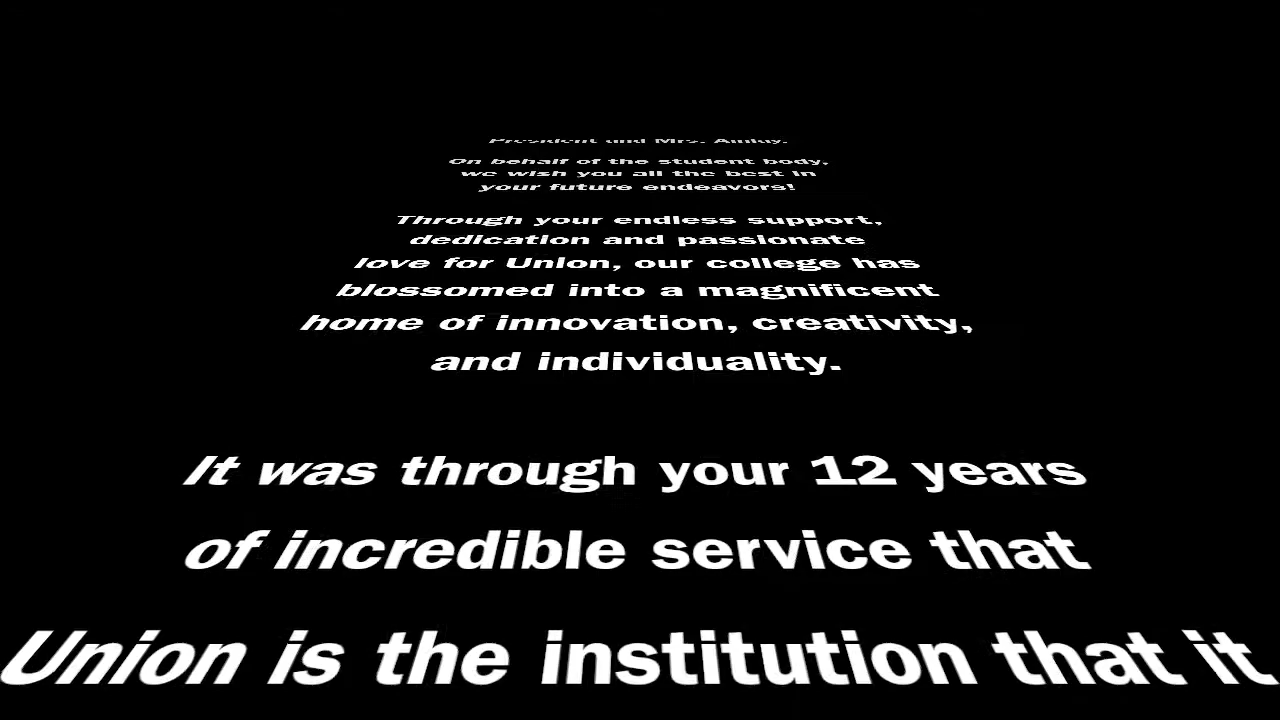 President and Mrs. Ainlay,
On behalf of the student body,
we wish you all the best in
your future endeavors!
Through your endless support,
dedication and passionate
love for Union, our college has
blossomed into a magnificent
home of innovation, creativity,
and individuality.
It was through your 12 years
of incredible service that
Union is the institution that it